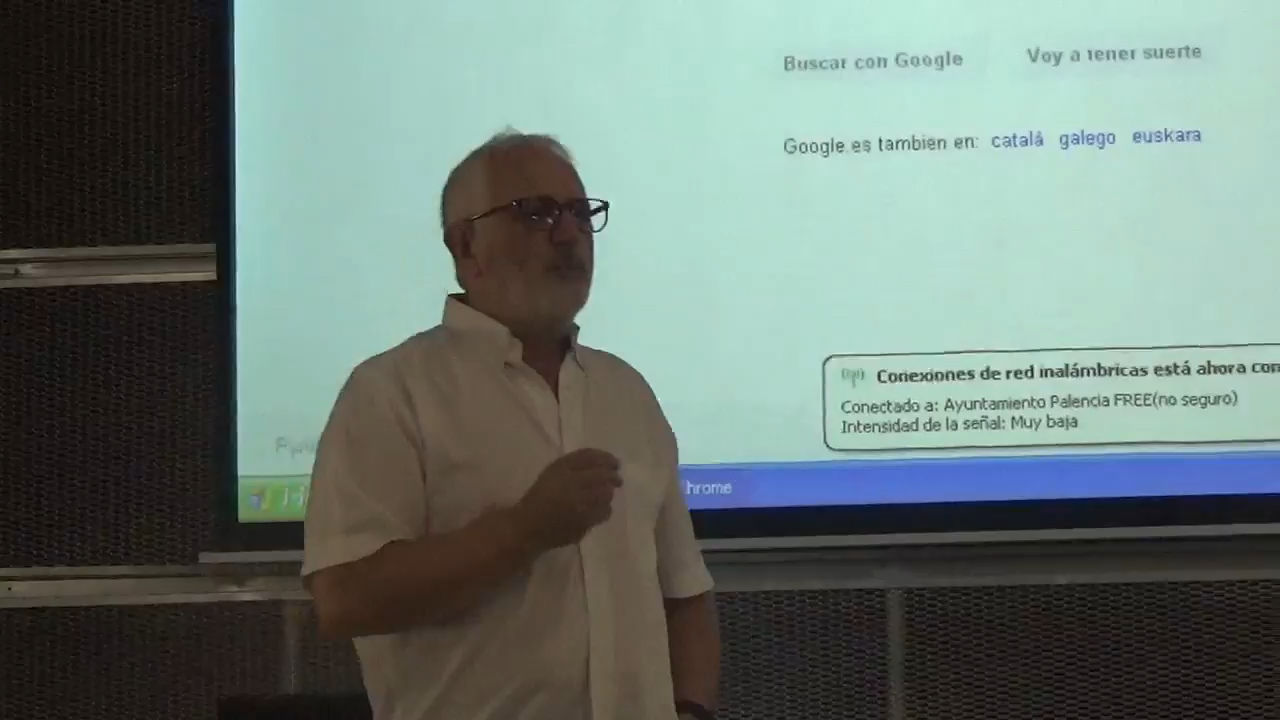 Buscar con Google Voy a tener suerte
Google.es tambien en: català galego euskara
Conexiones de red inalámbricas está ahora con
Conectado a: Ayuntamiento Palencia FREE(no seguro)
Intensidad de la señal: Muy baja
hrome